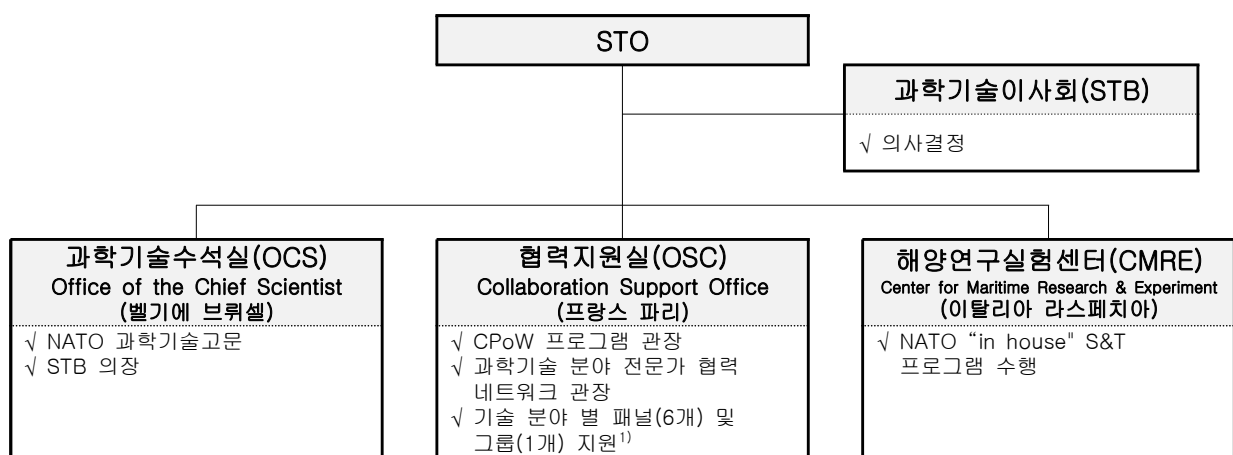 STO
과학기술이사회(STB)
√ 의사결정
과학기술수석실(OCS)
Office of the Chief Scientist
(벨기에 브뤼셀)
√ NATO 과학기술고문
√ STB 의장
협력지원실(OSC)
Collaboration Support Office
(프랑스 파리)
√ CPoW 프로그램 관장
√ 과학기술 분야 전문가 협력
네트워크 관장
√ 기술 분야 별 패널(6개) 및
그룹(1개) 지원1)
해양연구실험센터(CMRE)
Center for Maritime Research & Experiment
(이탈리아 라스페치아)
√ NATO “in house" S&T
프로그램 수행